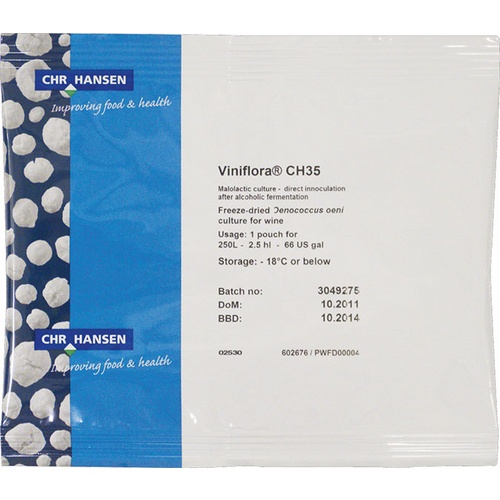 CHR HANSEN
Improving food & health
Viniflora® CH35
Malolactic culture - direct innoculation
after alcoholic fermentation
Freeze-dried Oenococcus oeni
culture for wine
Usage: 1 pouch for
250L - 2.5 hl - 66 US gal
Storage: - 18°C or below
Batch no: 3049275
DoM: 10.2011
BBD: 10.2014
02530 602676 / PWFD00004
CHR HANSEN
Improving food & health